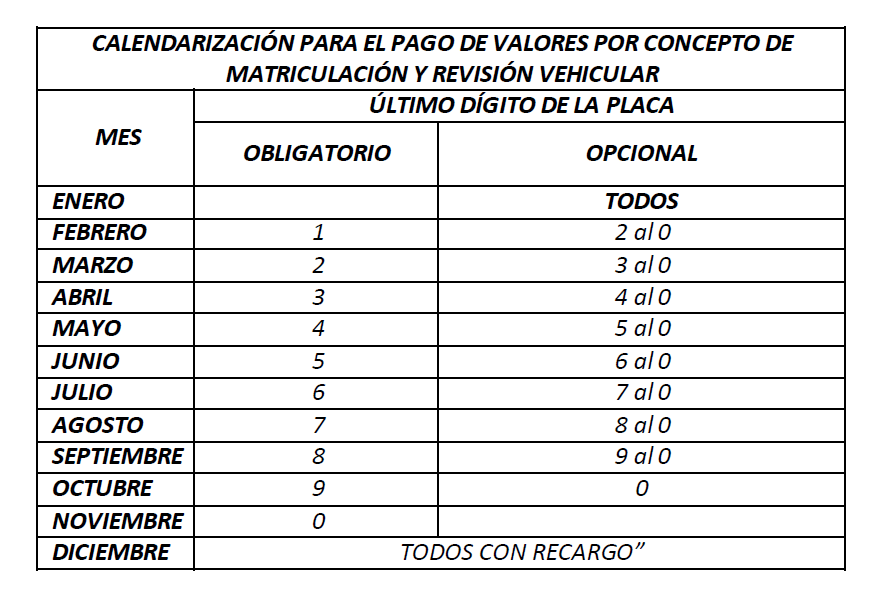 CALENDARIZACIÓN PARA EL PAGO DE VALORES POR CONCEPTO DE
MATRICULACIÓN Y REVISIÓN VEHICULAR
MES
ÚLTIMO DÍGITO DE LA PLACA
OBLIGATORIO
OPCIONAL
ENERO TODOS
FEBRERO 1 2 al 0
MARZO 2 3 al 0
ABRIL 3 4 al 0
MAYO 4 5 al 0
JUNIO 5 6 al 0
JULIO 6 7 al 0
AGOSTO 7 8 al 0
SEPTIEMBRE 8 9 al 0
OCTUBRE 9 0
NOVIEMBRE 0
DICIEMBRE TODOS CON RECARGO”